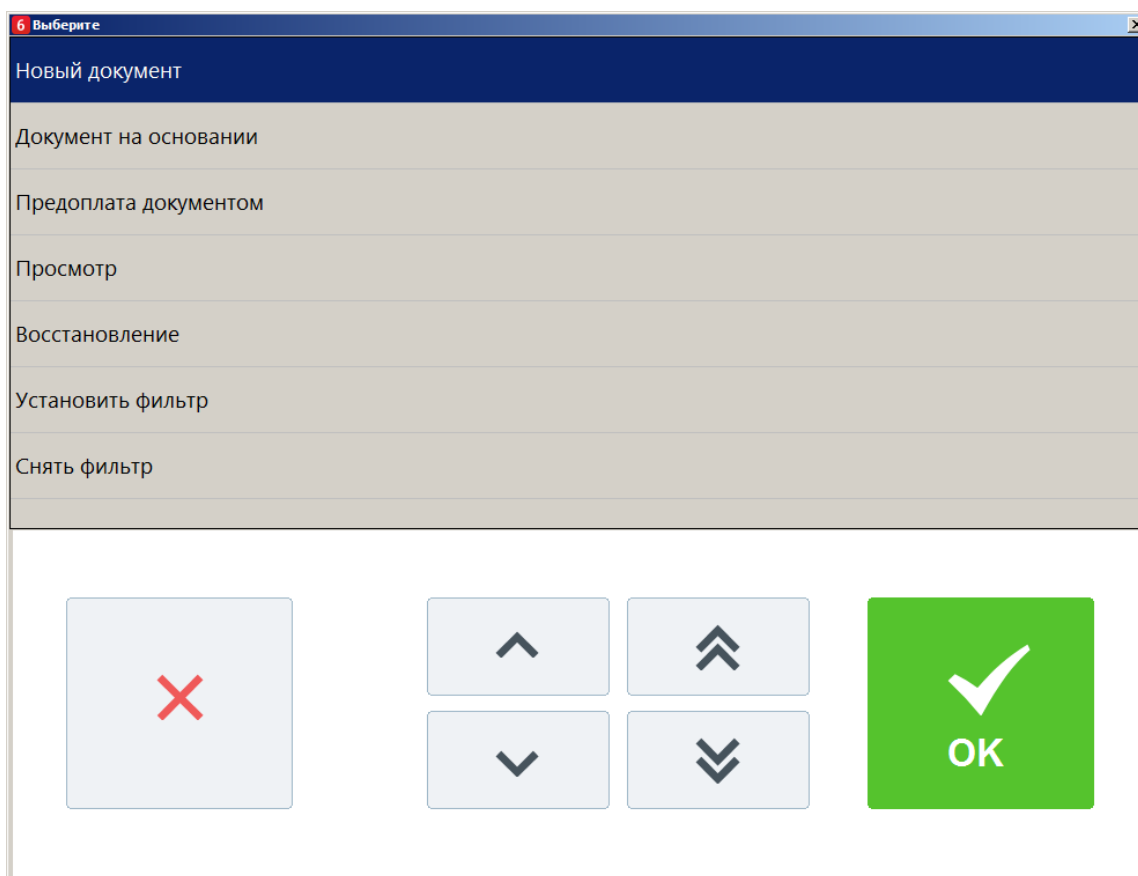 6 Выберите
Новый документ
Документ на основании
Предоплата документом
Просмотр
Восстановление
Установить фильтр
Снять фильтр
OK